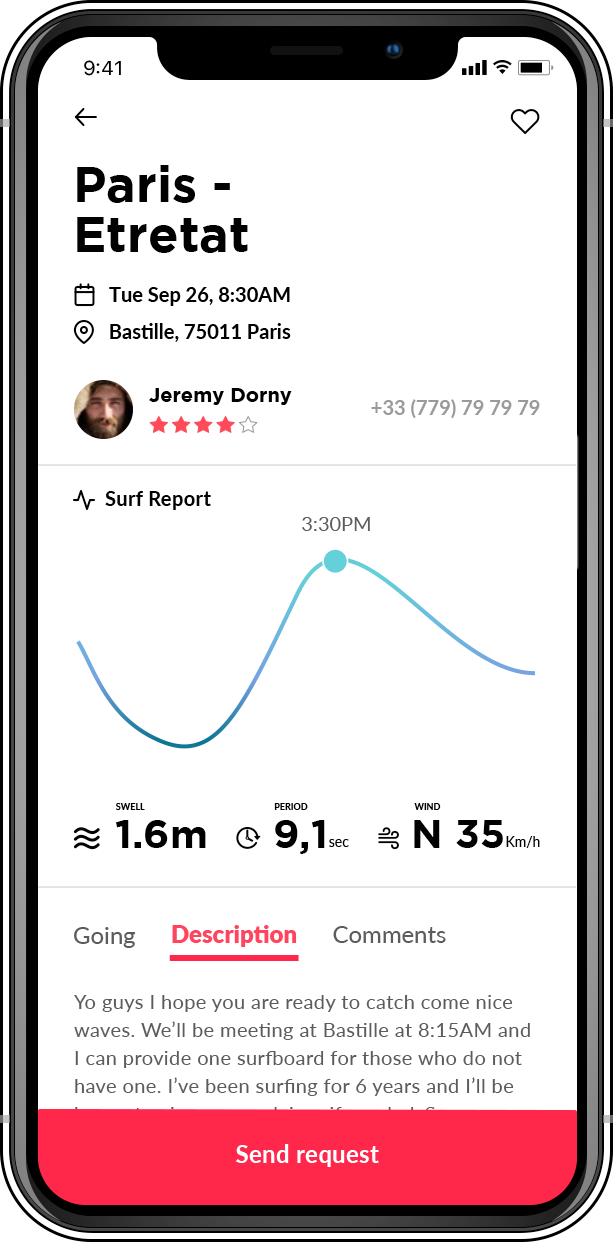 9:41
Paris -
Etretat
Tue Sep 26, 8:30AM
Bastille, 75011 Paris
Jeremy Dorny
+33 (779) 79 79 79
Surf Report
3:30PM
SWELL PERIOD WIND
1.6m 9,1sec N 35Km/h
Going Description Comments
Yo guys I hope you are ready to catch come nice
waves. We’ll be meeting at Bastille at 8:15AM and
I can provide one surfboard for those who do not
have one. I’ve been surfing for 6 years and I’ll be
Send request